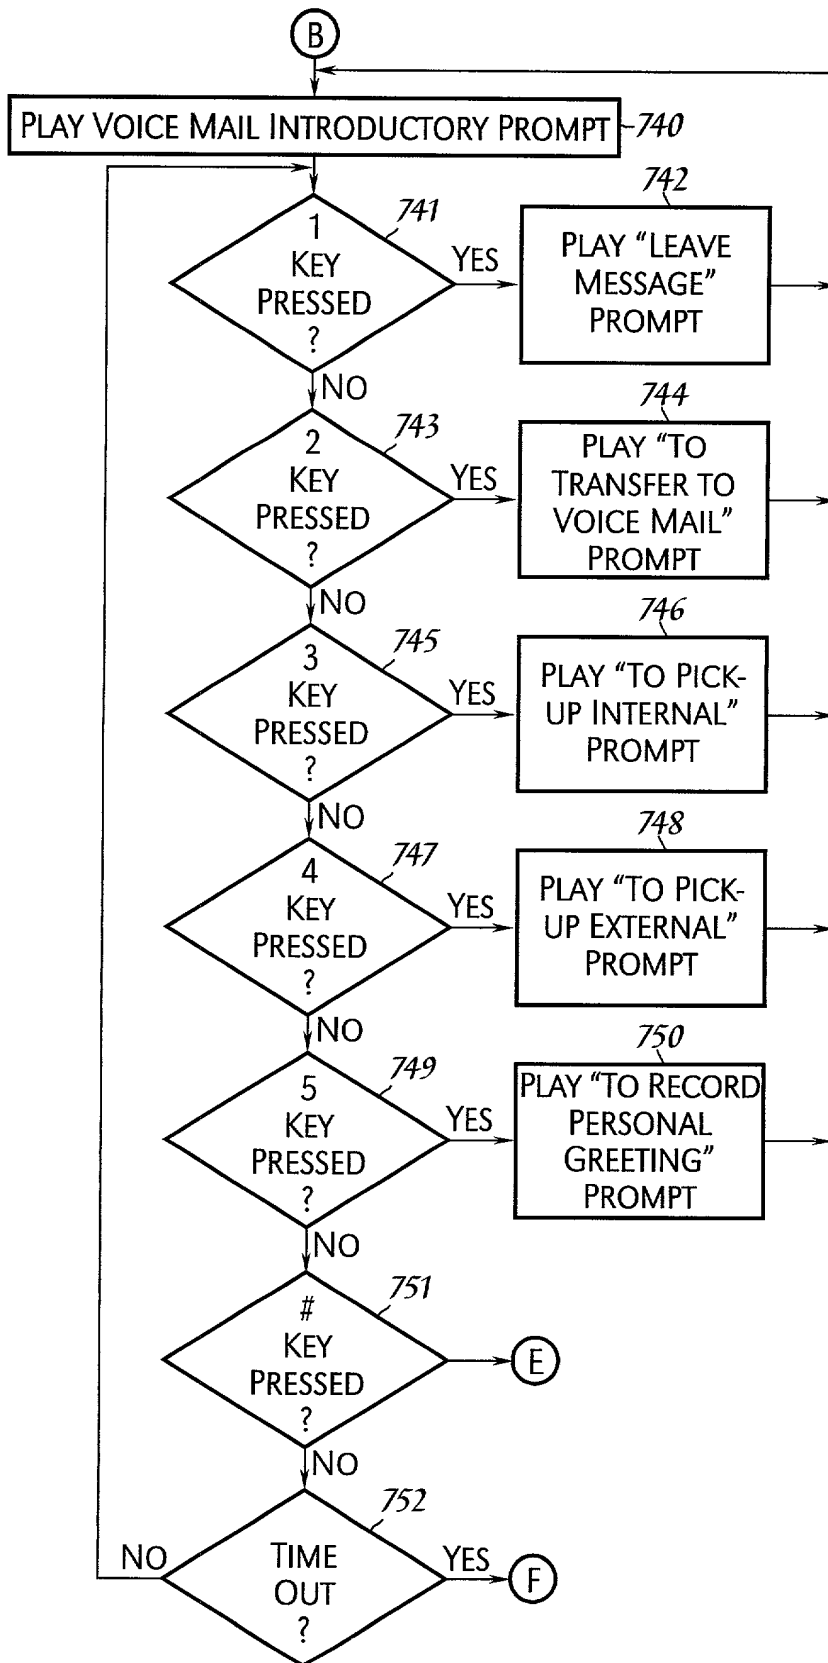 B
PLAY VOICE MAIL INTRODUCTORY PROMPT
740
1
KEY
PRESSED
?
741
YES
742
PLAY “LEAVE
MESSAGE”
PROMPT
NO
2
KEY
PRESSED
?
743
YES
744
PLAY “TO
TRANSFER TO
VOICE MAIL”
PROMPT
NO
3
KEY
PRESSED
?
745
YES
746
PLAY “TO PICK-
UP INTERNAL”
PROMPT
NO
4
KEY
PRESSED
?
747
YES
748
PLAY “TO PICK-
UP EXTERNAL”
PROMPT
NO
5
KEY
PRESSED
?
749
YES
750
PLAY “TO RECORD
PERSONAL
GREETING”
PROMPT
NO
#
KEY
PRESSED
?
751
E
NO
TIME
OUT
?
752
NO
YES
F